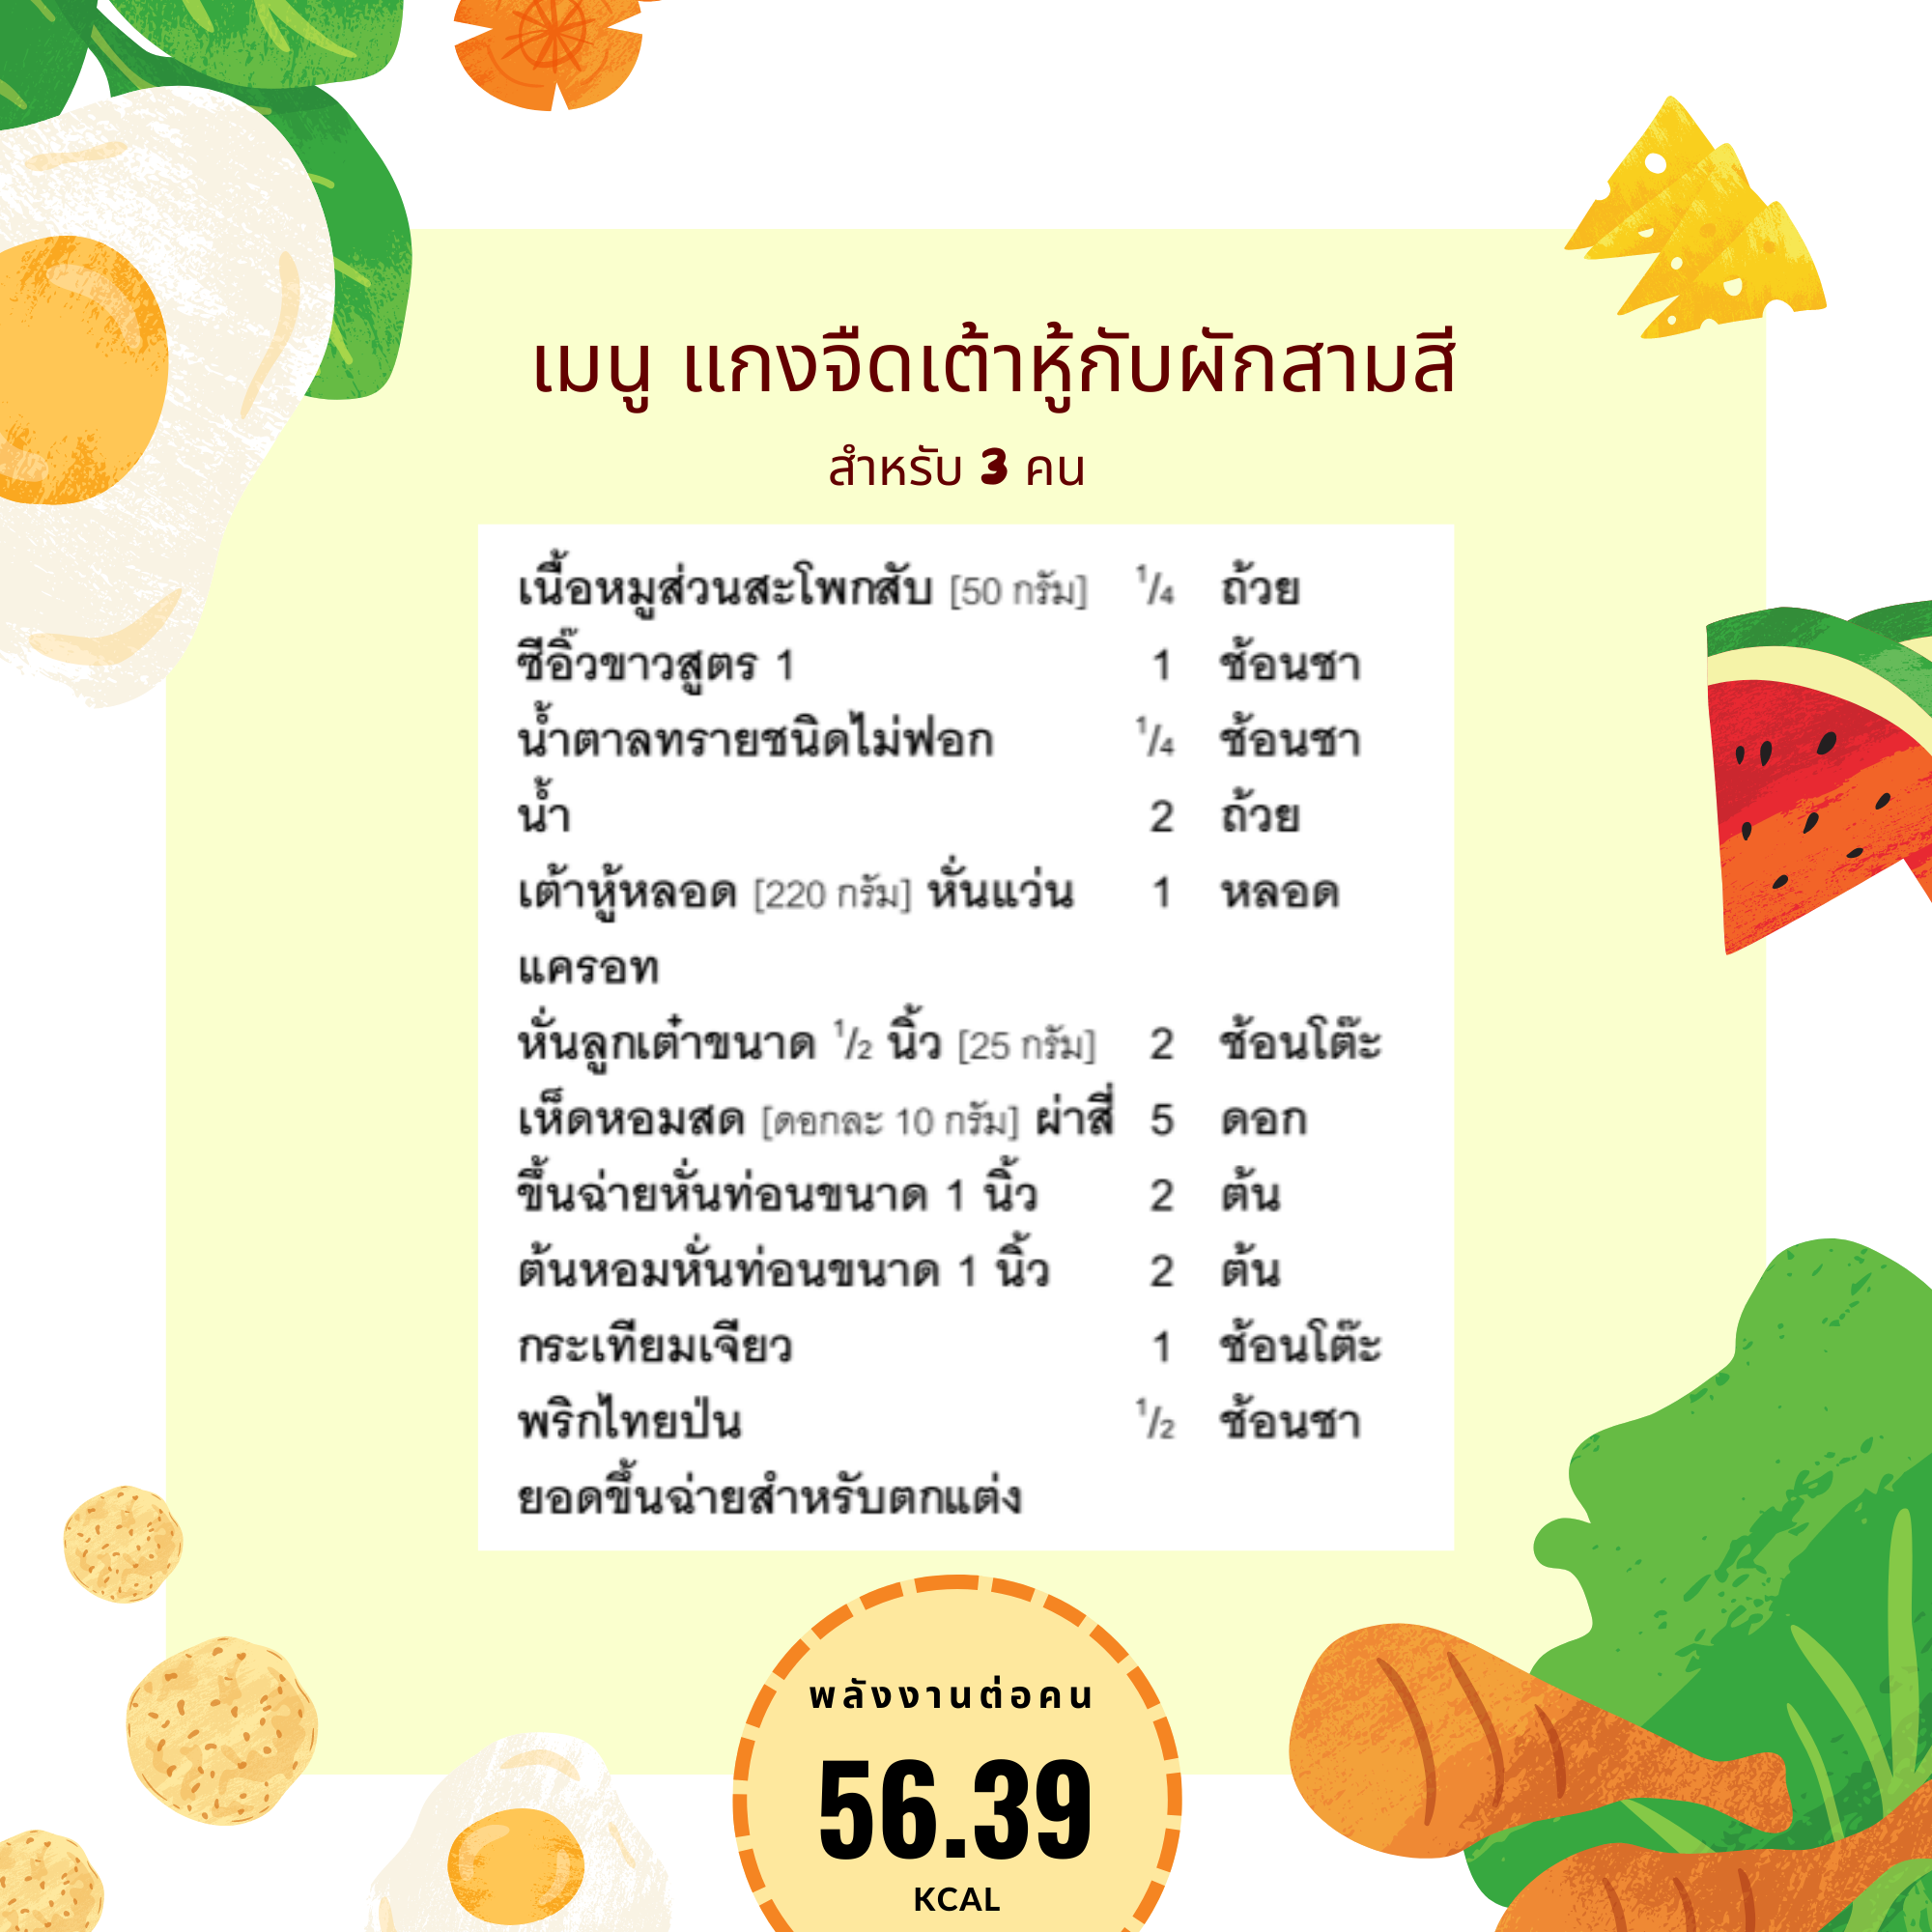 เมนู แกงจืดเต้าหู้กับผักสามสี
สำหรับ 3 คน
เนื้อหมูส่วนสะโพกสับ [50 กรัม] 1/4 ถ้วย
ซีอิ๊วขาวสูตร 1 1 ช้อนชา
น้ำตาลทรายชนิดไม่ฟอก 1/4 ช้อนชา
น้ำ 2 ถ้วย
เต้าหู้หลอด [220 กรัม] หั่นแว่น 1 หลอด
แครอท
หั่นลูกเต๋าขนาด 1/2 นิ้ว [25 กรัม] 2 ช้อนโต๊ะ
เห็ดหอมสด [ดอกละ 10 กรัม] ผ่าสี่ 5 ดอก
ขึ้นฉ่ายหั่นท่อนขนาด 1 นิ้ว 2 ต้น
ต้นหอมหั่นท่อนขนาด 1 นิ้ว 2 ต้น
กระเทียมเจียว 1 ช้อนโต๊ะ
พริกไทยป่น 1/2 ช้อนชา
ยอดขึ้นฉ่ายสำหรับตกแต่ง
พลังงานต่อคน
56.39
KCAL